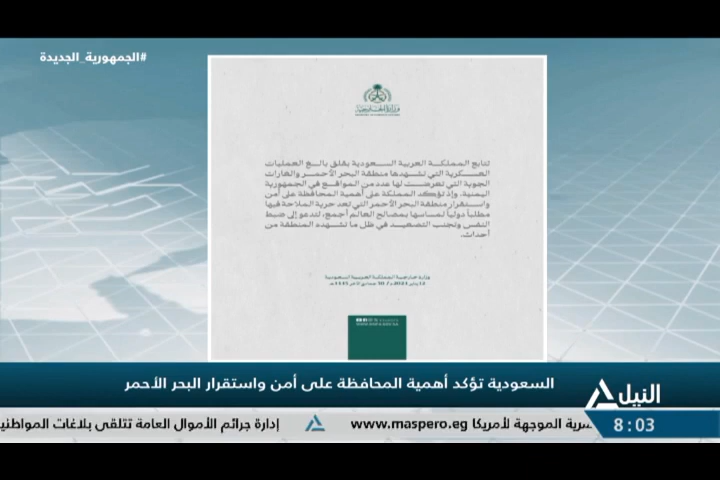 #الجمهورية_الجديدة
وزارة الخارجية
تتابع المملكة العربية السعودية بقلق بالغ العمليات
العسكرية التي تشهدها منطقة البحر الأحمر والغارات
الجوية التي تعرضت لها عدد من المواقع في الجمهورية
اليمنية، وإذ تؤكد المملكة على أهمية المحافظة على أمن
واستقرار منطقة البحر الأحمر التي تعد حرية الملاحة فيها
مطلباً دولياً لمساسها بمصالح العالم أجمع، لتدعو إلى ضبط
النفس وتجنب التصعيد في ظل ما تشهده المنطقة من
أحداث.
وزارة خارجية المملكة العربية السعودية
السعودية تؤكد أهمية المحافظة على أمن واستقرار البحر الأحمر
النيل
8:03
سرية الموجهة لأمريكا www.maspero.eg
إدارة جرائم الأموال العامة تتلقى بلاغات المواطني